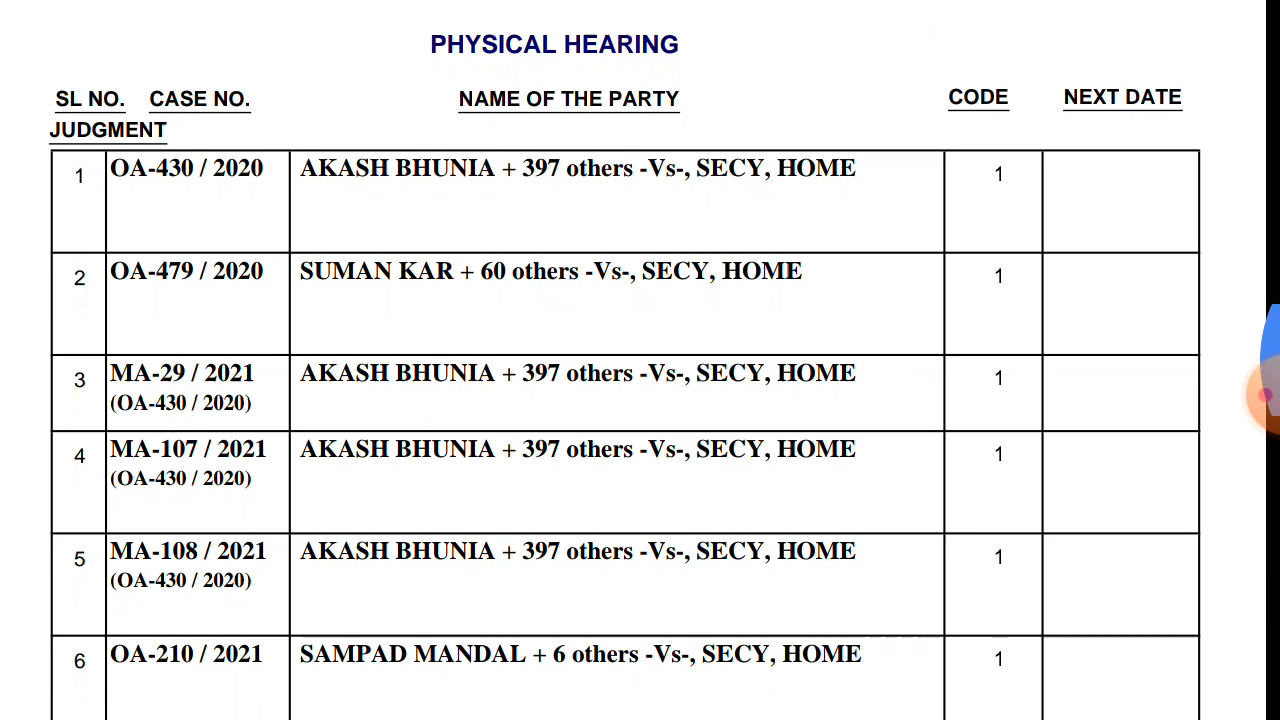 PHYSICAL HEARING
SL NO. CASE NO. NAME OF THE PARTY CODE NEXT DATE
JUDGMENT
1 OA-430 / 2020 AKASH BHUNIA + 397 others -Vs-, SECY, HOME 1
2 OA-479 / 2020 SUMAN KAR + 60 others -Vs-, SECY, HOME 1
3 MA-29 / 2021 AKASH BHUNIA + 397 others -Vs-, SECY, HOME 1
(OA-430 / 2020)
4 MA-107 / 2021 AKASH BHUNIA + 397 others -Vs-, SECY, HOME 1
(OA-430 / 2020)
5 MA-108 / 2021 AKASH BHUNIA + 397 others -Vs-, SECY, HOME 1
(OA-430 / 2020)
6 OA-210 / 2021 SAMPAD MANDAL + 6 others -Vs-, SECY, HOME 1